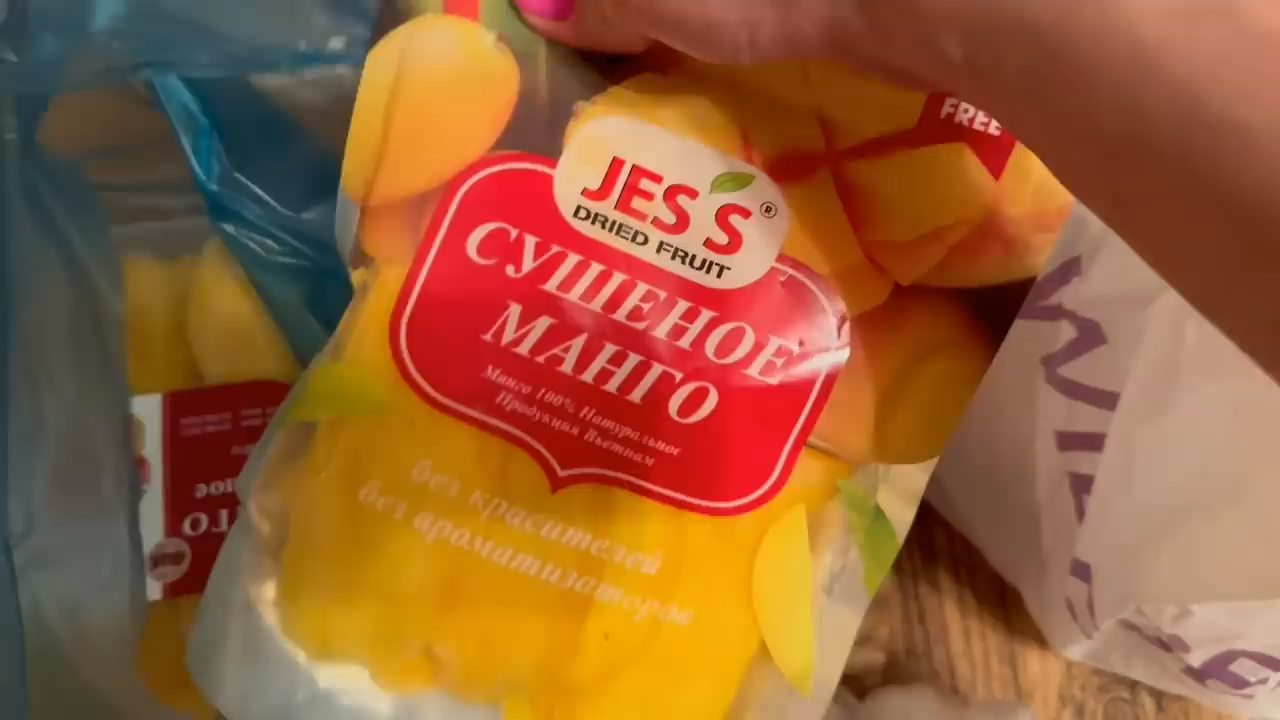 FREE
JES'S®
DRIED FRUIT
СУШЕНОЕ
МАНГО
Манго 100% Натуральное
Продукция Вьетнам
без красителей
без ароматизаторов